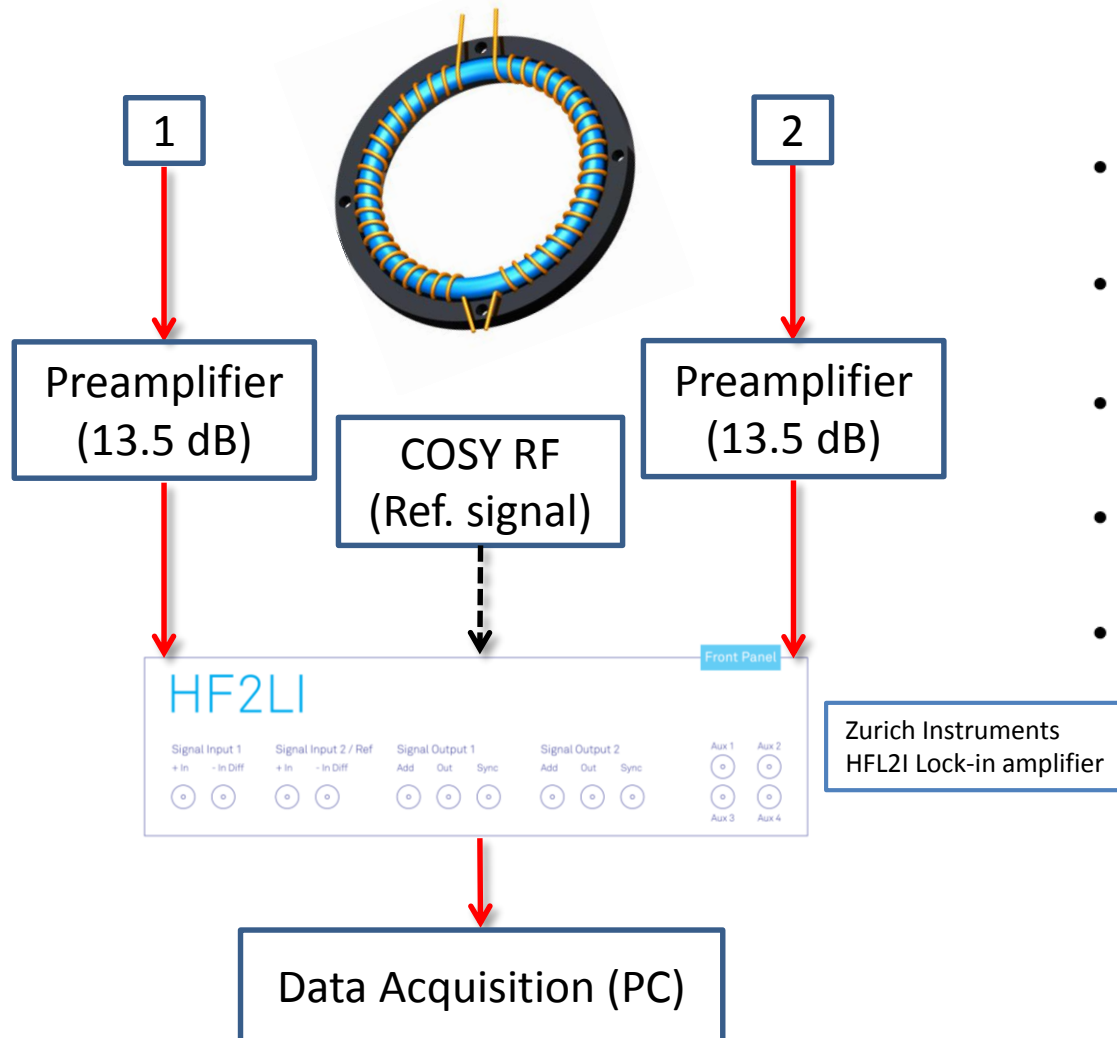 1
2
Preamplifier
(13.5 dB)
Preamplifier
(13.5 dB)
COSY RF
(Ref. signal)
Front Panel
HF2LI
Signal Input 1
Signal Input 2 / Ref
Signal Output 1
Signal Output 2
+ In
- In Diff
+ In
- In Diff
Add
Out
Sync
Add
Out
Sync
Aux 1
Aux 2
Aux 3
Aux 4
Zurich Instruments
HFL2I Lock-in amplifier
Data Acquisition (PC)